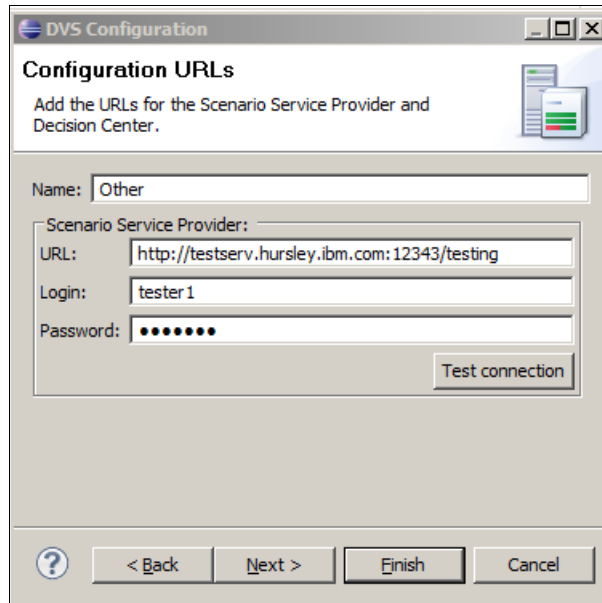 DVS Configuration
Configuration URLs
Add the URLs for the Scenario Service Provider and
Decision Center.
Name: Other
Scenario Service Provider:
URL: http://testserv.hursley.ibm.com:12343/testing
Login: tester1
Password: •••••••
Test connection
? < Back Next > Finish Cancel